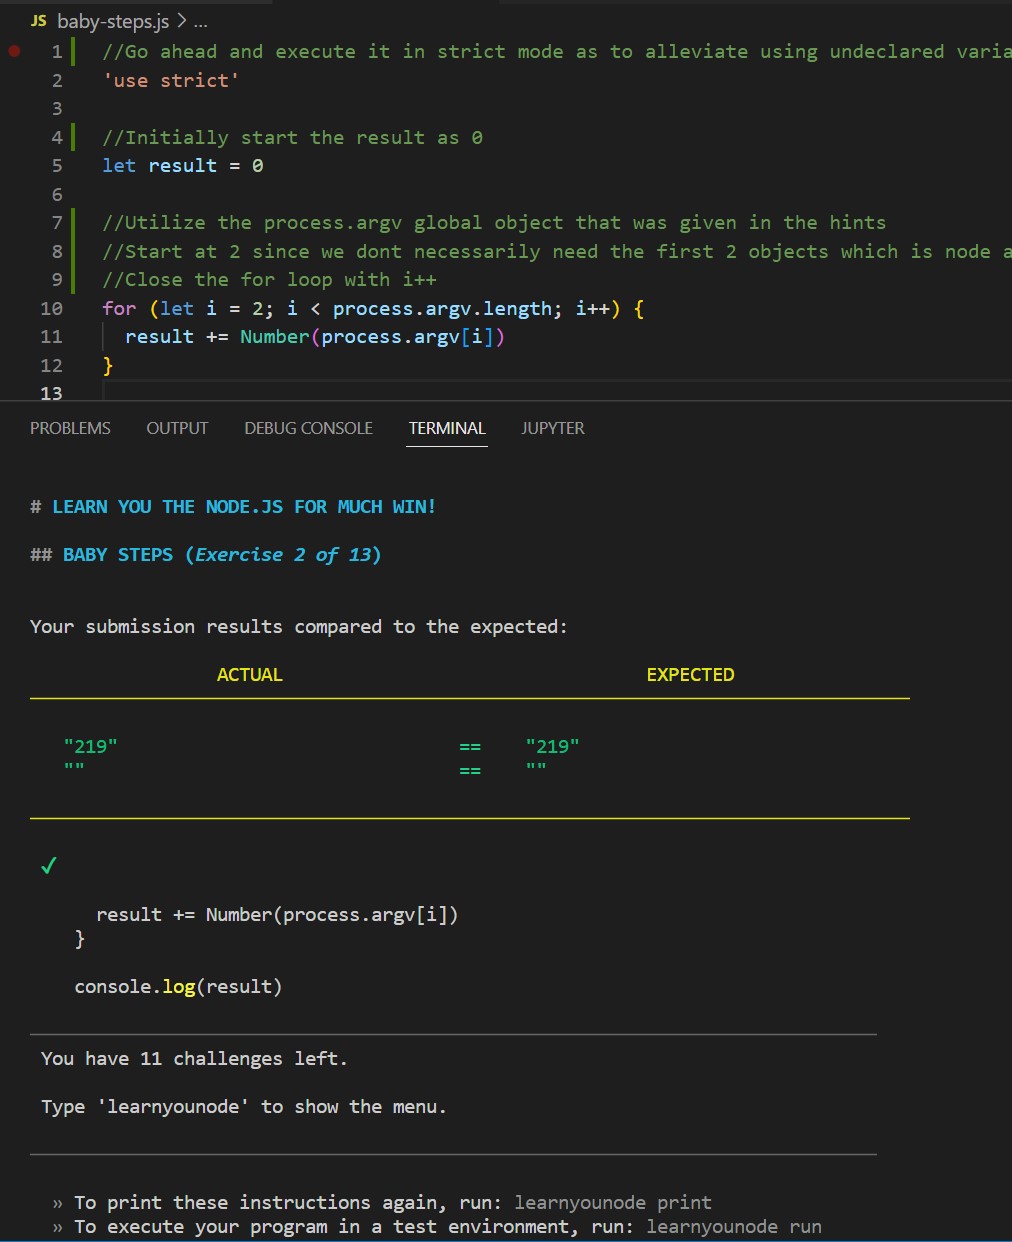 JS baby-steps.js > ...
1 //Go ahead and execute it in strict mode as to alleviate using undeclared varia
2 'use strict'
3
4 //Initially start the result as 0
5 let result = 0
6
7 //Utilize the process.argv global object that was given in the hints
8 //Start at 2 since we dont necessarily need the first 2 objects which is node a
9 //Close the for loop with i++
10 for (let i = 2; i < process.argv.length; i++) {
11 result += Number(process.argv[i])
12 }
13
PROBLEMS OUTPUT DEBUG CONSOLE TERMINAL JUPYTER
# LEARN YOU THE NODE.JS FOR MUCH WIN!
## BABY STEPS (Exercise 2 of 13)
Your submission results compared to the expected:
ACTUAL EXPECTED
"219" == "219"
"" == ""
✓
result += Number(process.argv[i])
}
console.log(result)
You have 11 challenges left.
Type 'learnyounode' to show the menu.
» To print these instructions again, run: learnyounode print
» To execute your program in a test environment, run: learnyounode run